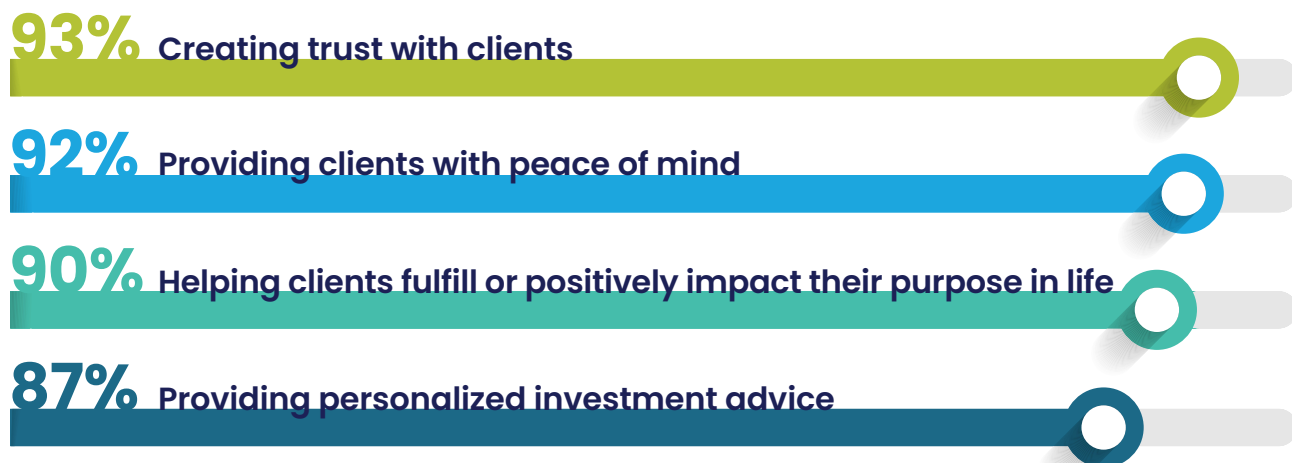 93% Creating trust with clients
92% Providing clients with peace of mind
90% Helping clients fulfill or positively impact their purpose in life
87% Providing personalized investment advice